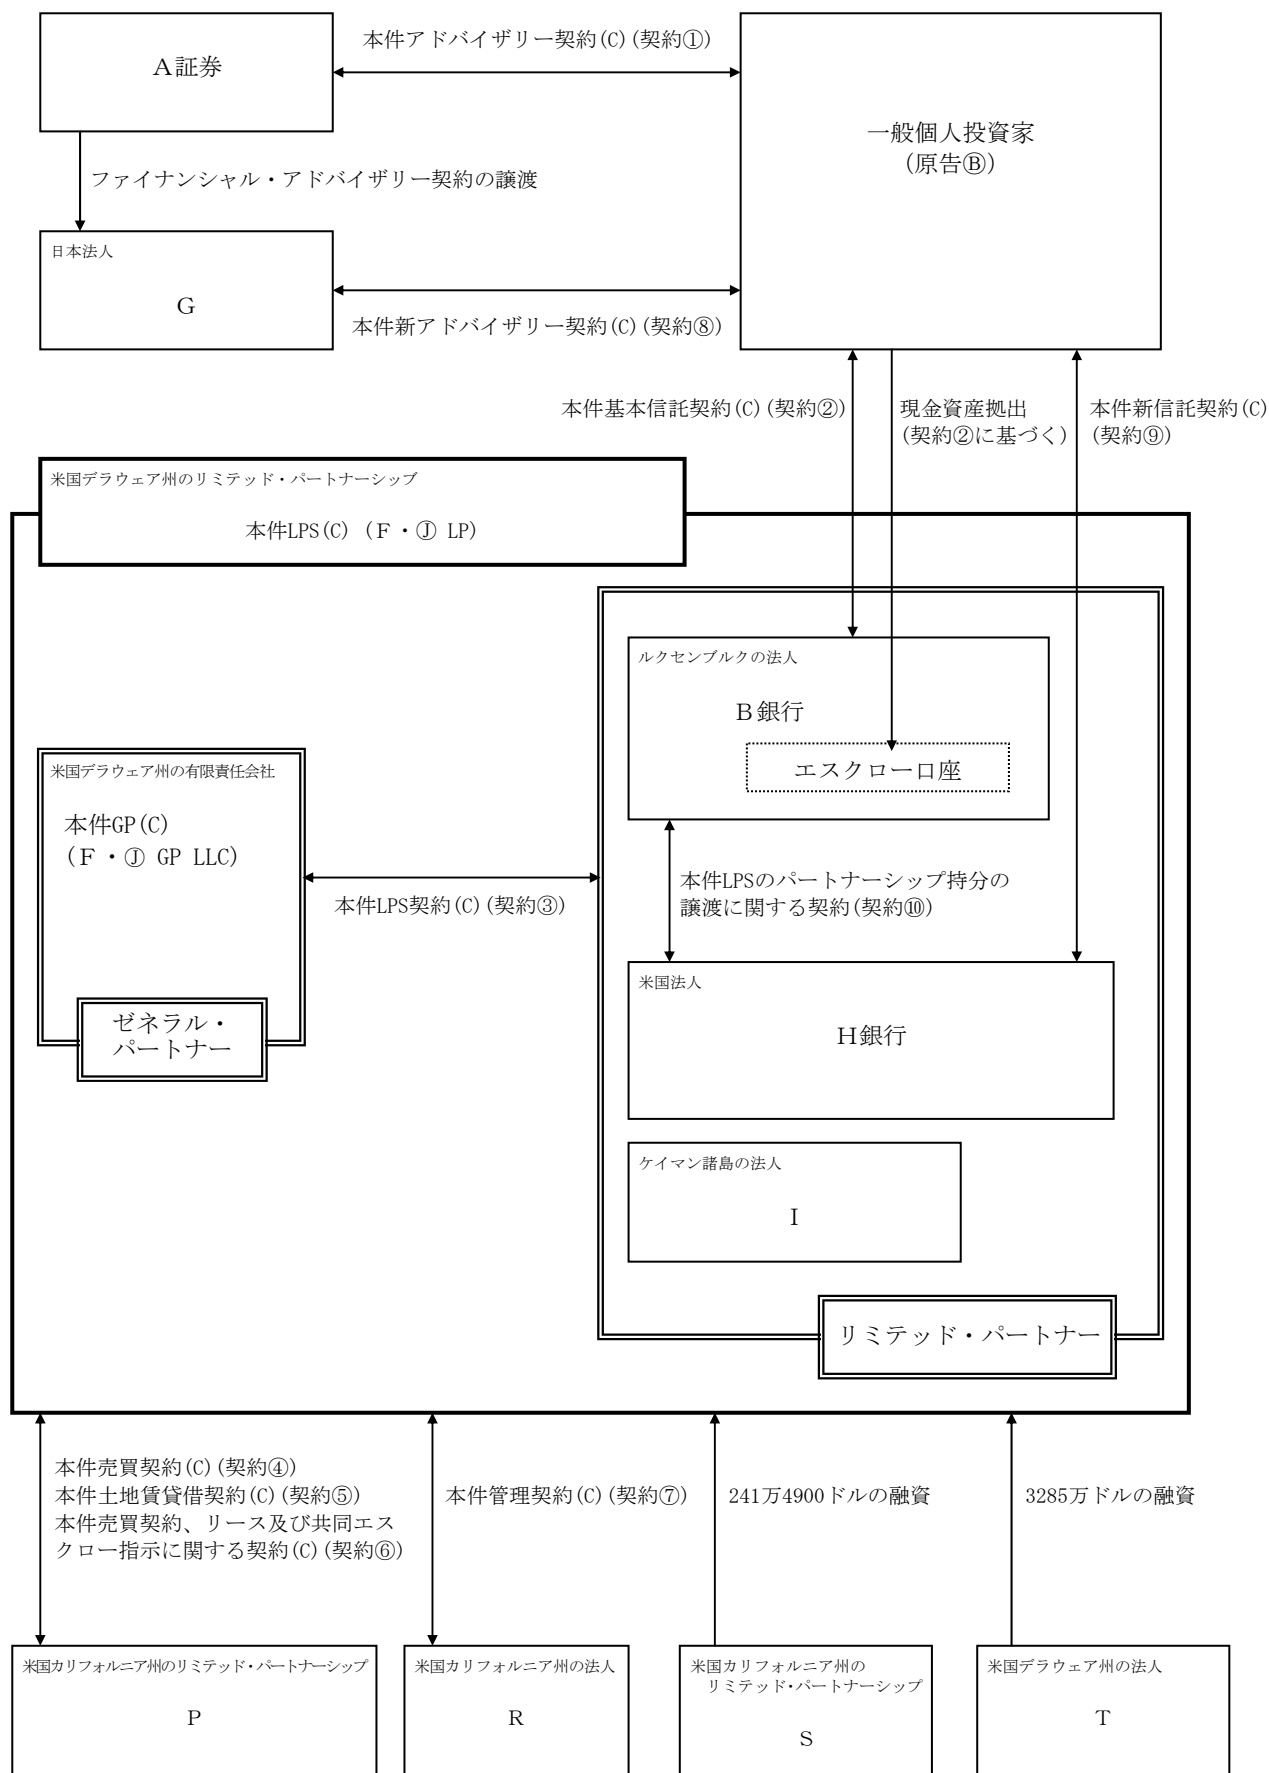 本件アドバイザリー契約(C)(契約①)
A証券
一般個人投資家
(原告Ⓑ)
ファイナンシャル・アドバイザリー契約の譲渡
日本法人
G
本件新アドバイザリー契約(C)(契約⑧)
本件基本信託契約(C)(契約②)
現金資産拠出
(契約②に基づく)
本件新信託契約(C)
(契約⑨)
米国デラウェア州のリミテッド・パートナーシップ
本件LPS(C) (F・Ⓙ LP)
ルクセンブルクの法人
B銀行
エスクロー口座
米国デラウェア州の有限責任会社
本件GP(C)
(F・Ⓙ GP LLC)
本件LPS契約(C)(契約③)
本件LPSのパートナーシップ持分の
譲渡に関する契約(契約⑩)
米国法人
H銀行
ゼネラル・
パートナー
ケイマン諸島の法人
I
リミテッド・パートナー
本件売買契約(C)(契約④)
本件土地賃貸借契約(C)(契約⑤)
本件売買契約、リース及び共同エス
クロー指示に関する契約(C)(契約⑥)
本件管理契約(C)(契約⑦)
241万4900ドルの融資
3285万ドルの融資
米国カリフォルニア州のリミテッド・パートナーシップ
P
米国カリフォルニア州の法人
R
米国カリフォルニア州の
リミテッド・パートナーシップ
S
米国デラウェア州の法人
T